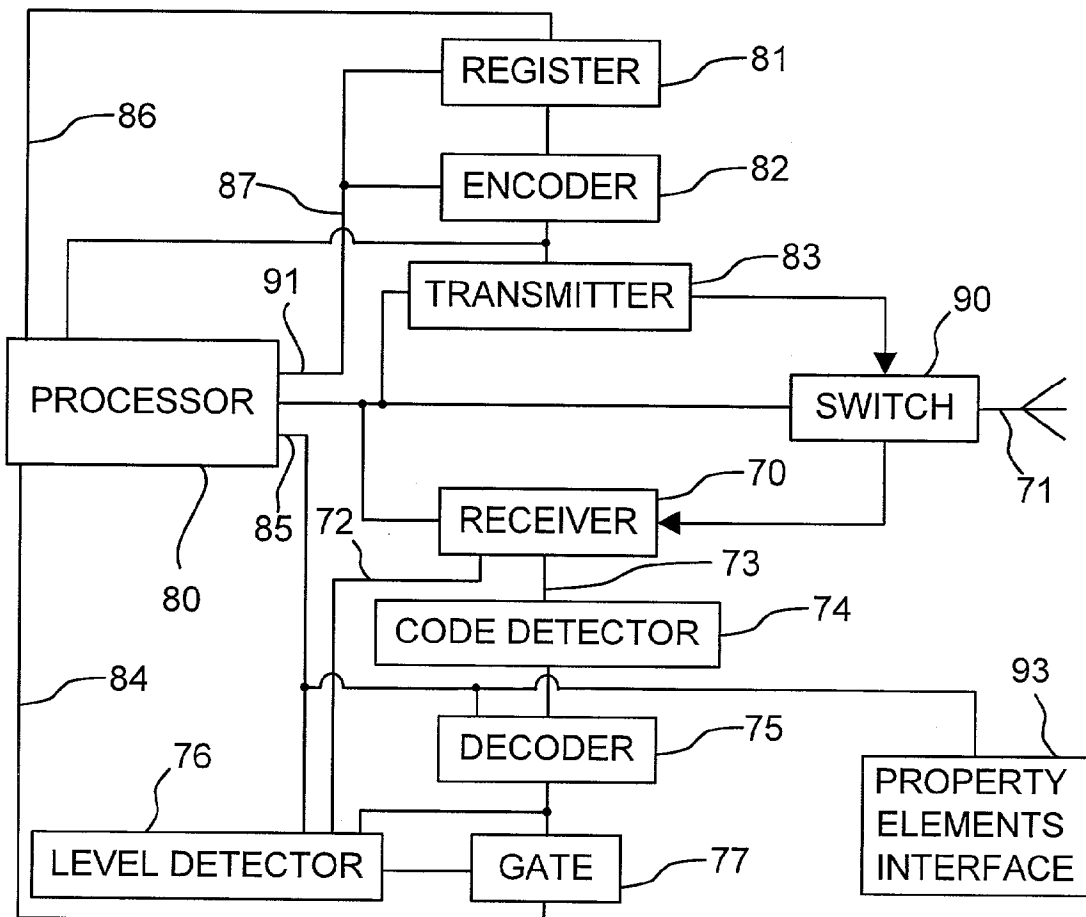 REGISTER
81
86
ENCODER
82
87
83
TRANSMITTER
91
90
PROCESSOR
SWITCH
70
71
85
RECEIVER
72
73
80
74
CODE DETECTOR
84
93
75
DECODER
76
PROPERTY
ELEMENTS
INTERFACE
LEVEL DETECTOR
GATE
77